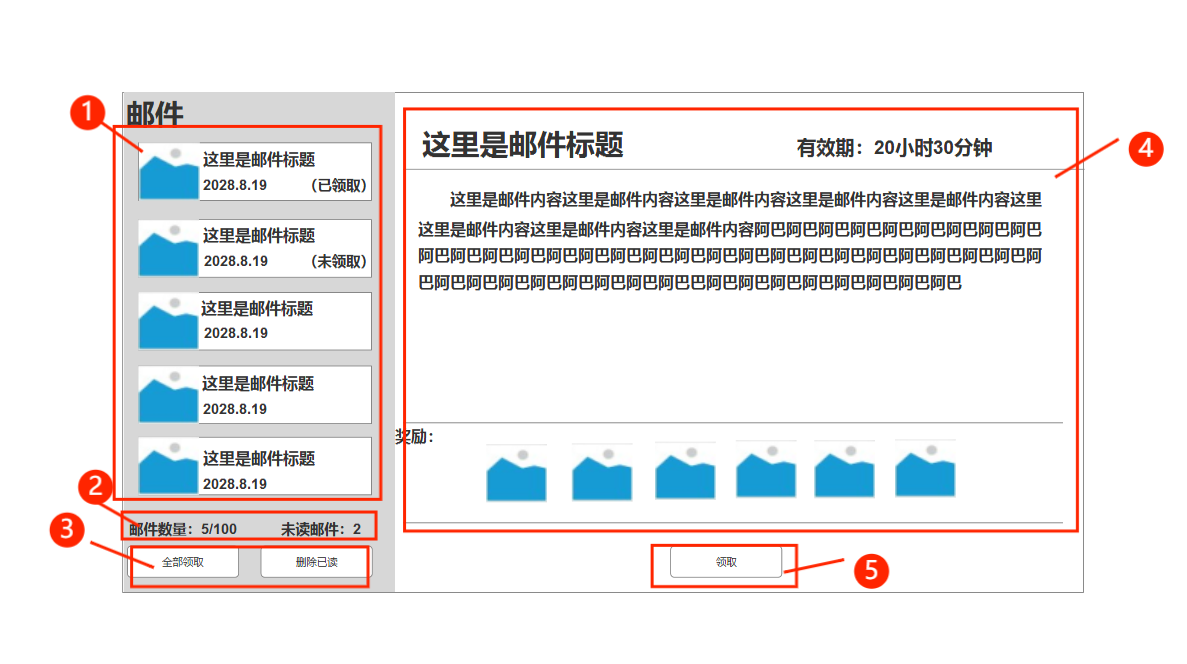 1
邮件
这里是邮件标题
2028.8.19 （已领取）
这里是邮件标题
2028.8.19 （未领取）
这里是邮件标题
2028.8.19
这里是邮件标题
2028.8.19
这里是邮件标题
2028.8.19
2
邮件数量：5/100 未读邮件：2
3
全部领取 删除已读
这里是邮件标题 有效期：20小时30分钟
4
这里是邮件内容这里是邮件内容这里是邮件内容这里是邮件内容这里是邮件内容这里
这里是邮件内容这里是邮件内容这里是邮件内容阿巴阿巴阿巴阿巴阿巴阿巴阿巴阿巴阿巴
阿巴阿巴阿巴阿巴阿巴阿巴阿巴阿巴阿巴阿巴阿巴阿巴阿巴阿巴阿巴阿巴阿巴阿巴阿巴阿
巴阿巴阿巴阿巴阿巴阿巴阿巴阿巴阿巴巴阿巴阿巴阿巴阿巴阿巴阿巴阿巴阿巴
奖励：
领取
5